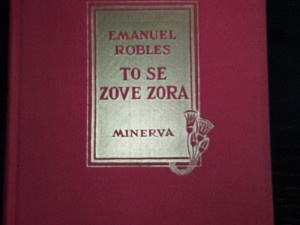 EMANUEL
ROBLES
TO SE
ZOVE ZORA
MINERVA